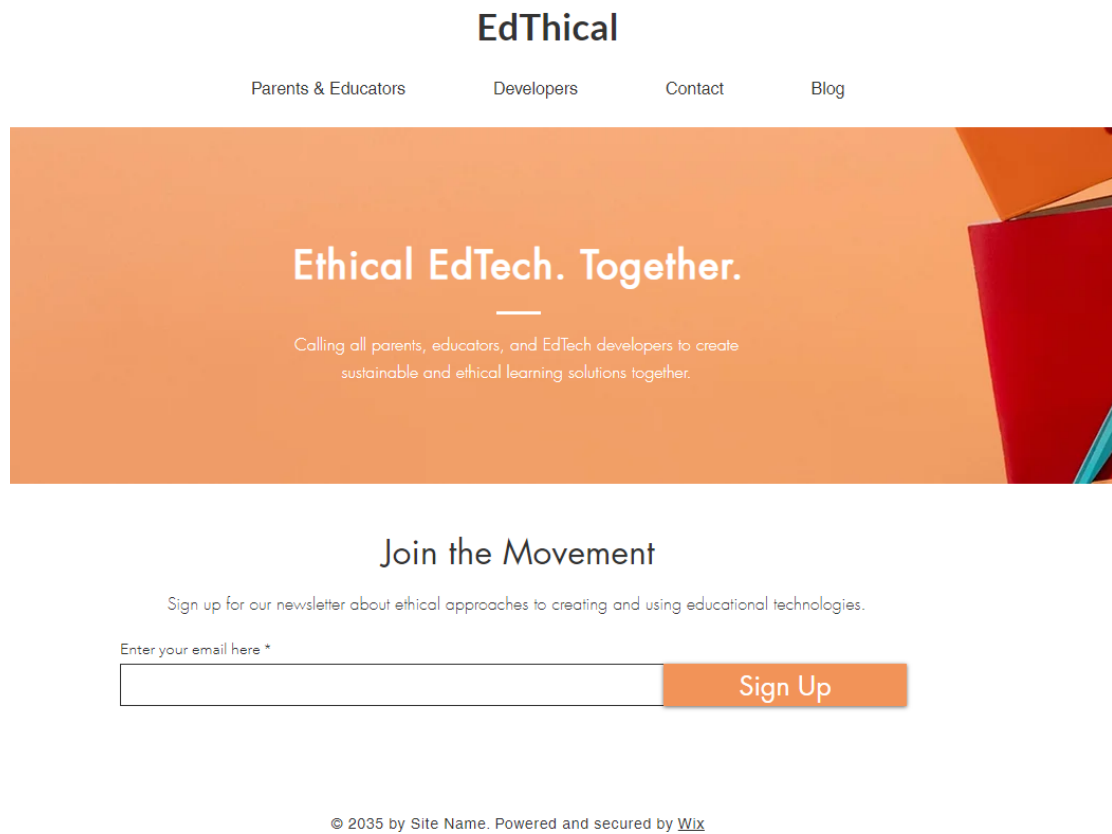 EdThical
Parents & Educators Developers Contact Blog
Ethical EdTech. Together.
Calling all parents, educators, and EdTech developers to create
sustainable and ethical learning solutions together.
Join the Movement
Sign up for our newsletter about ethical approaches to creating and using educational technologies.
Enter your email here *
Sign Up
© 2035 by Site Name. Powered and secured by Wix